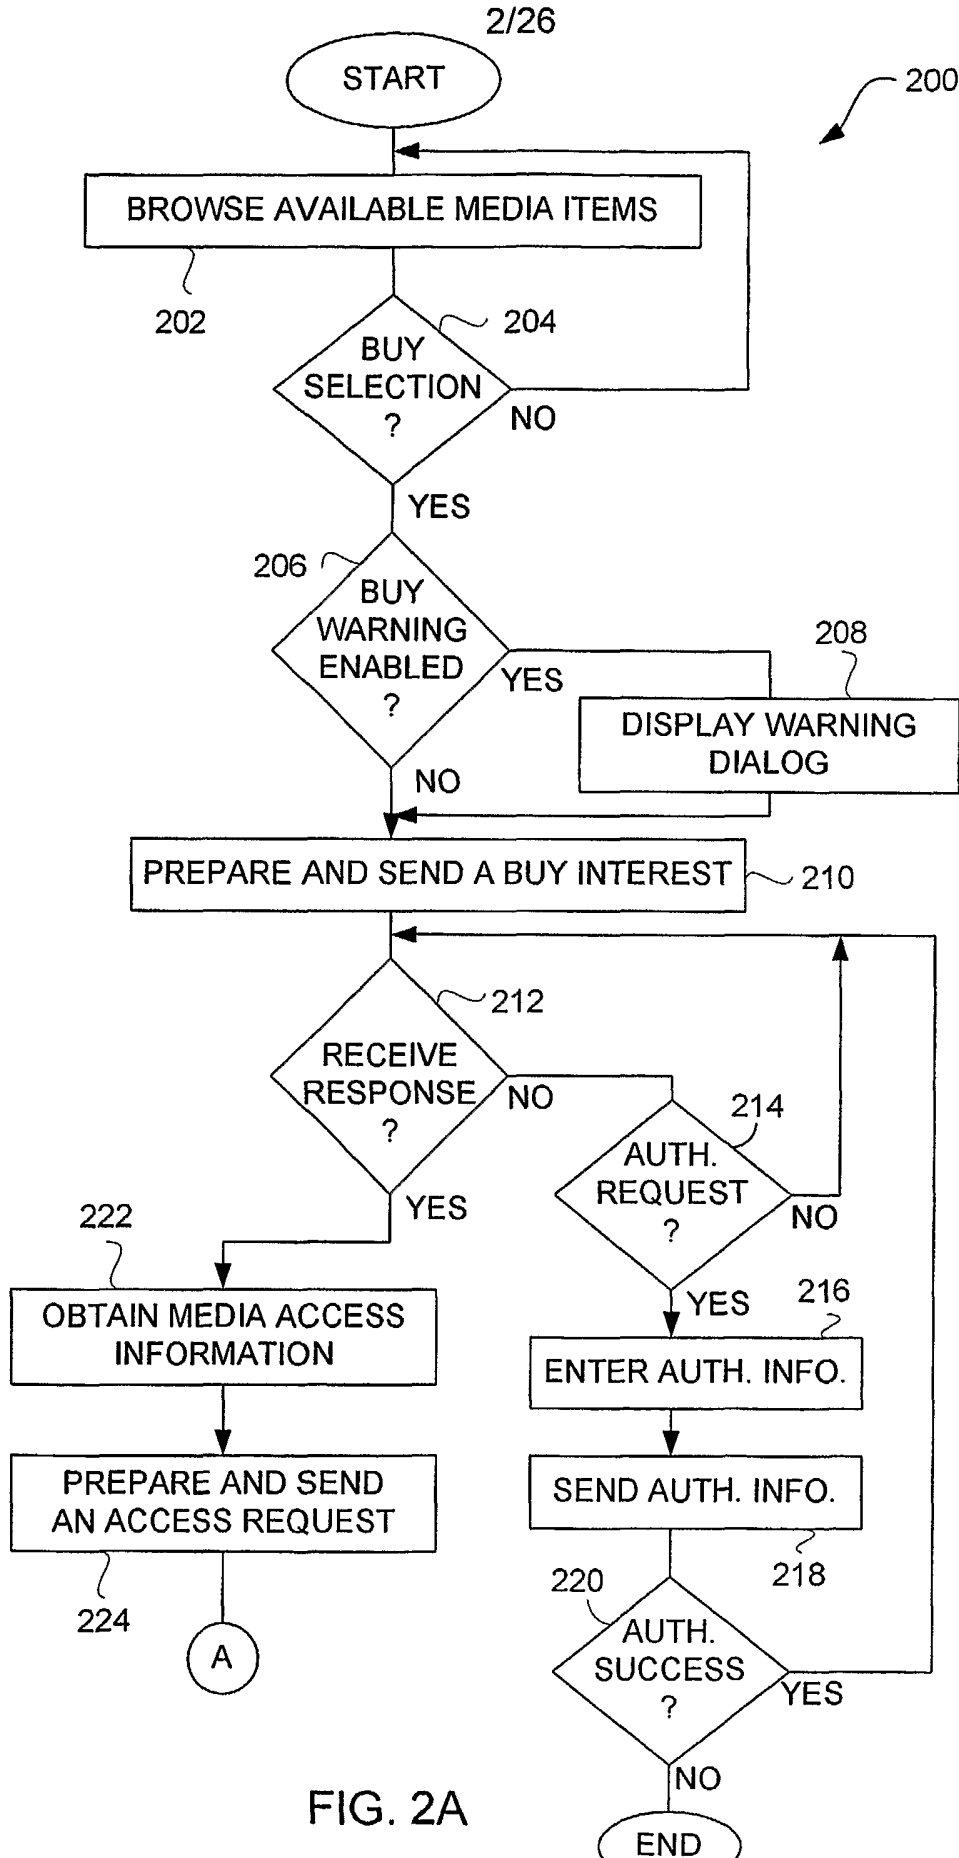 2/26
START
200
BROWSE AVAILABLE MEDIA ITEMS
202
204
BUY
SELECTION
?
NO
YES
206
BUY
WARNING
ENABLED
?
YES
208
DISPLAY WARNING
DIALOG
NO
PREPARE AND SEND A BUY INTEREST
210
212
RECEIVE
RESPONSE
?
NO
YES
214
AUTH.
REQUEST
?
NO
YES
222
OBTAIN MEDIA ACCESS
INFORMATION
216
ENTER AUTH. INFO.
PREPARE AND SEND
AN ACCESS REQUEST
224
SEND AUTH. INFO.
218
220
AUTH.
SUCCESS
?
YES
NO
A
END
FIG. 2A